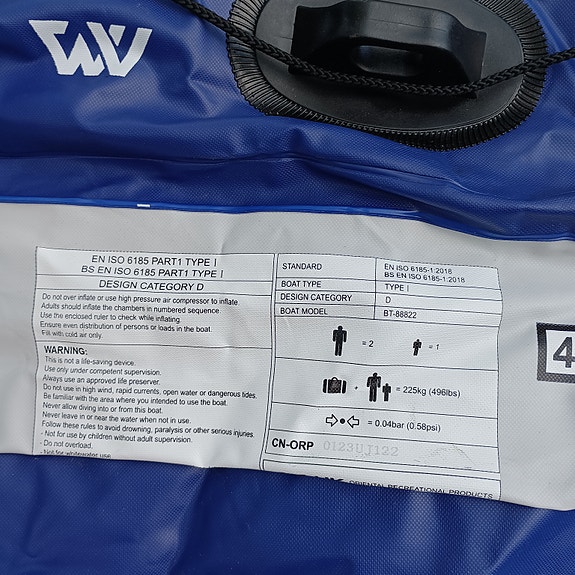 EN ISO 6185 PART1 TYPE I
BS EN ISO 6185 PART1 TYPE I
DESIGN CATEGORY D
Do not over inflate or use high pressure air compressor to inflate.
Adults should inflate the chambers in numbered sequence.
Use the enclosed ruler to check while inflating.
Ensure even distribution of persons or loads in the boat.
Fill with cold air only.
WARNING:
This is not a life-saving device.
Use only under competent supervision.
Always use an approved life preserver.
Do not use in high wind, rapid currents, open water or dangerous tides.
Be familiar with the area where you intended to use the boat.
Never allow diving into or from this boat.
Never leave in or near the water when not in use.
Follow these rules to avoid drowning, paralysis or other serious injuries.
- Not for use by children without adult supervision.
- Do not overload.
- Not for whitewater use.
STANDARD EN ISO 6185-1:2018
BS EN ISO 6185-1:2018
BOAT TYPE TYPE I
DESIGN CATEGORY D
BOAT MODEL BT-88822
= 2 = 1
+ = 225kg (496lbs)
= 0.04bar (0.58psi)
CN-ORP 0123UJ122
ORIENTAL RECREATIONAL PRODUCTS
4